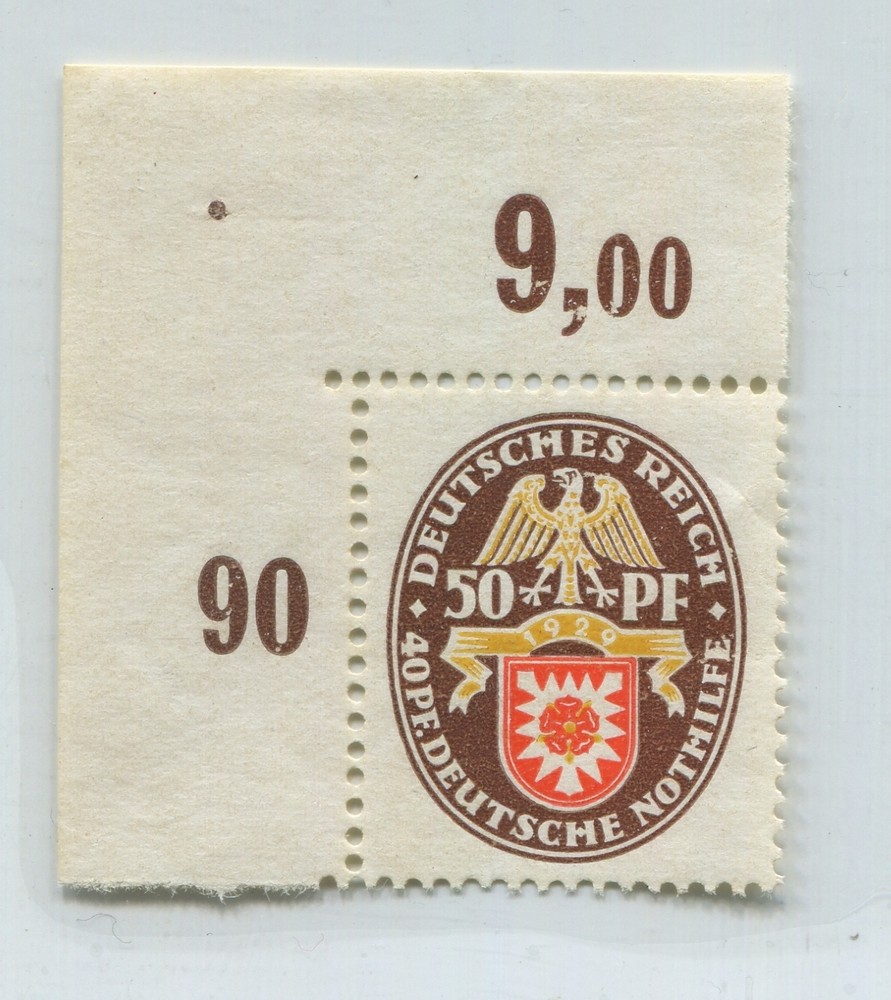 9,00
90
DEUTSCHES REICH
50 PF
1929
40 PF. DEUTSCHE NOTHILFE